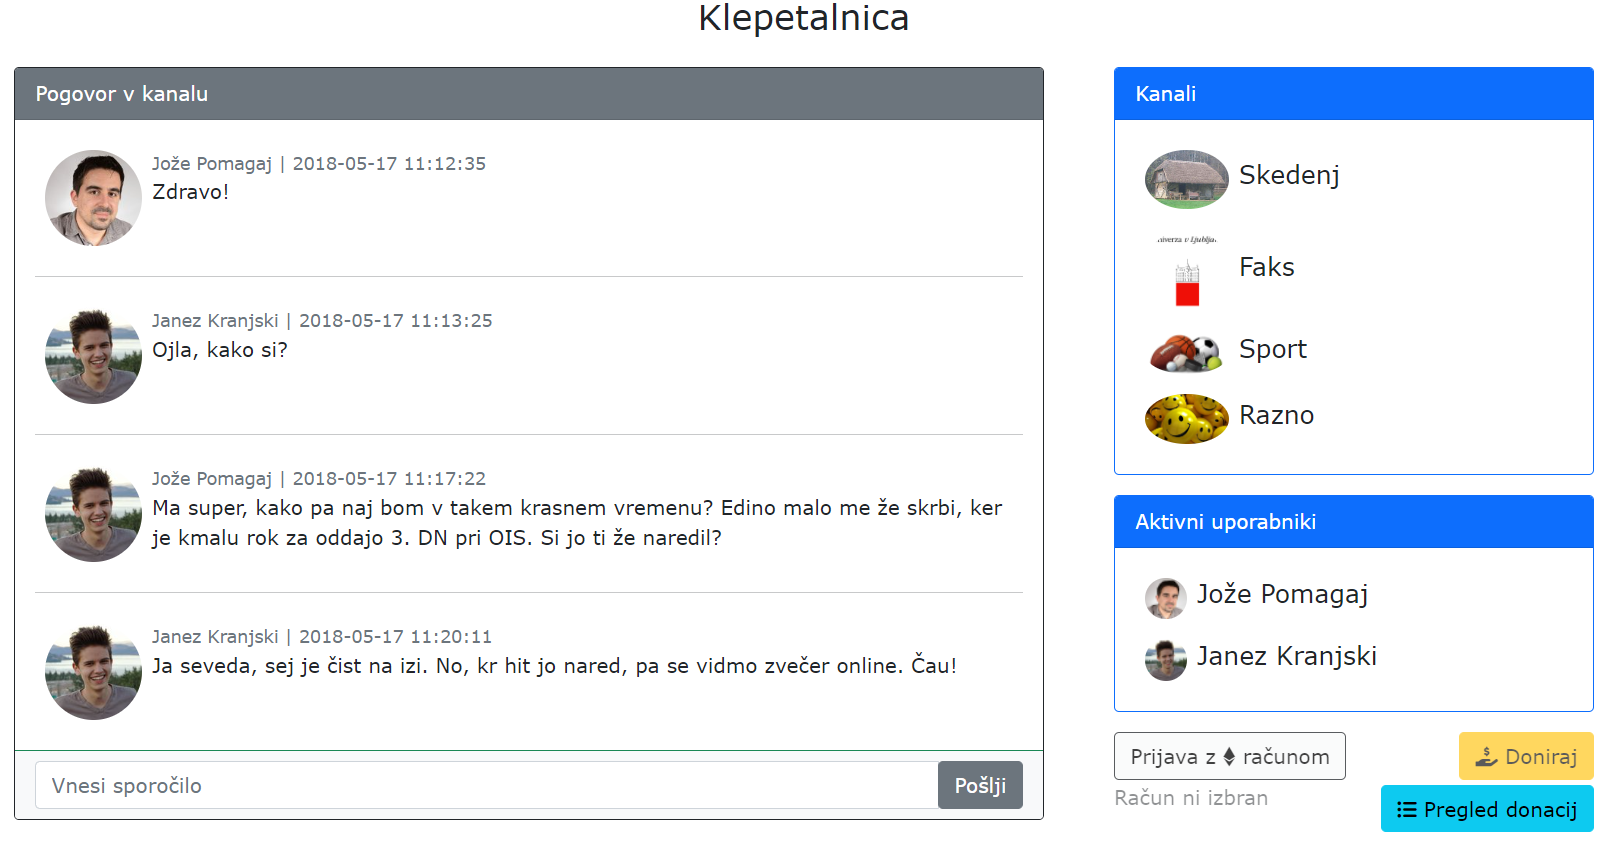 Klepetalnica
Pogovor v kanalu
Jože Pomagaj | 2018-05-17 11:12:35
Zdravo!
Janez Kranjski | 2018-05-17 11:13:25
Ojla, kako si?
Jože Pomagaj | 2018-05-17 11:17:22
Ma super, kako pa naj bom v takem krasnem vremenu? Edino malo me že skrbi, ker
je kmalu rok za oddajo 3. DN pri OIS. Si jo ti že naredil?
Janez Kranjski | 2018-05-17 11:20:11
Ja seveda, sej je čist na izi. No, kr hit jo nared, pa se vidmo zvečer online. Čau!
Vnesi sporočilo
Pošlji
Kanali
Skedenj
Faks
Sport
Razno
Aktivni uporabniki
Jože Pomagaj
Janez Kranjski
Prijava z računom
Doniraj
Račun ni izbran
Pregled donacij